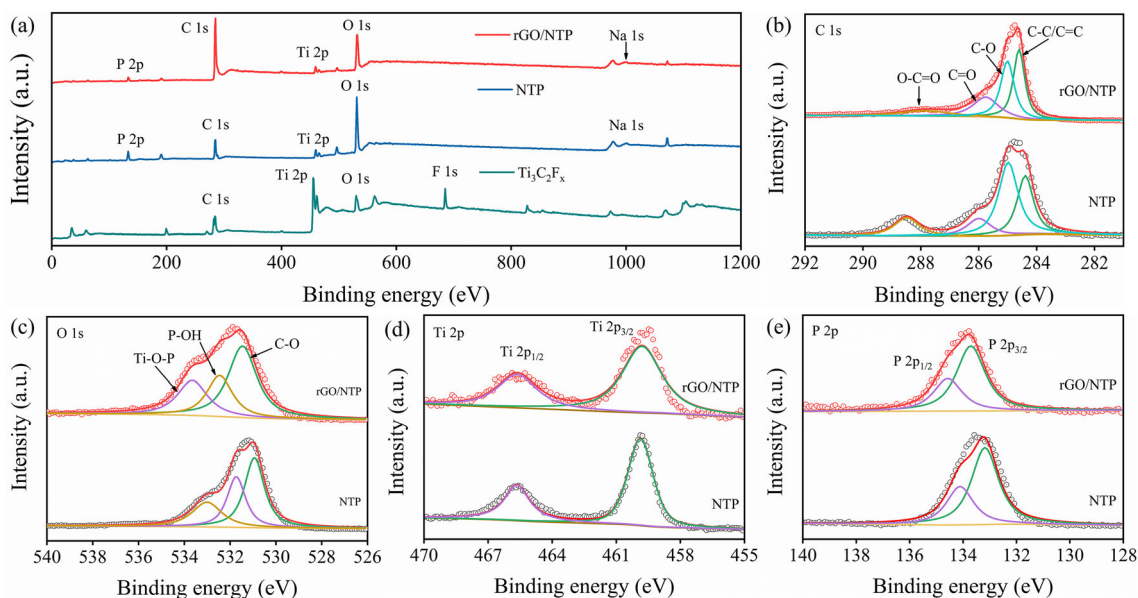 (a)
C 1s
O 1s
rGO/NTP
P 2p
Ti 2p
Na 1s
NTP
P 2p
C 1s
Ti 2p
Na 1s
Ti 2p
O 1s
F 1s
Ti₃C₂Fₓ
C 1s
Intensity (a.u.)
0 200 400 600 800 1000 1200
Binding energy (eV)
(b)
C 1s
C-O
C-C/C=C
O-C=O
C=O
rGO/NTP
NTP
Intensity (a.u.)
292 290 288 286 284 282
Binding energy (eV)
(c)
O 1s
P-OH
C-O
Ti-O-P
rGO/NTP
NTP
Intensity (a.u.)
540 538 536 534 532 530 528 526
Binding energy (eV)
(d)
Ti 2p
Ti 2p₃/₂
Ti 2p₁/₂
rGO/NTP
NTP
Intensity (a.u.)
470 467 464 461 458 455
Binding energy (eV)
(e)
P 2p
P 2p₃/₂
P 2p₁/₂
rGO/NTP
NTP
Intensity (a.u.)
140 138 136 134 132 130 128
Binding energy (eV)